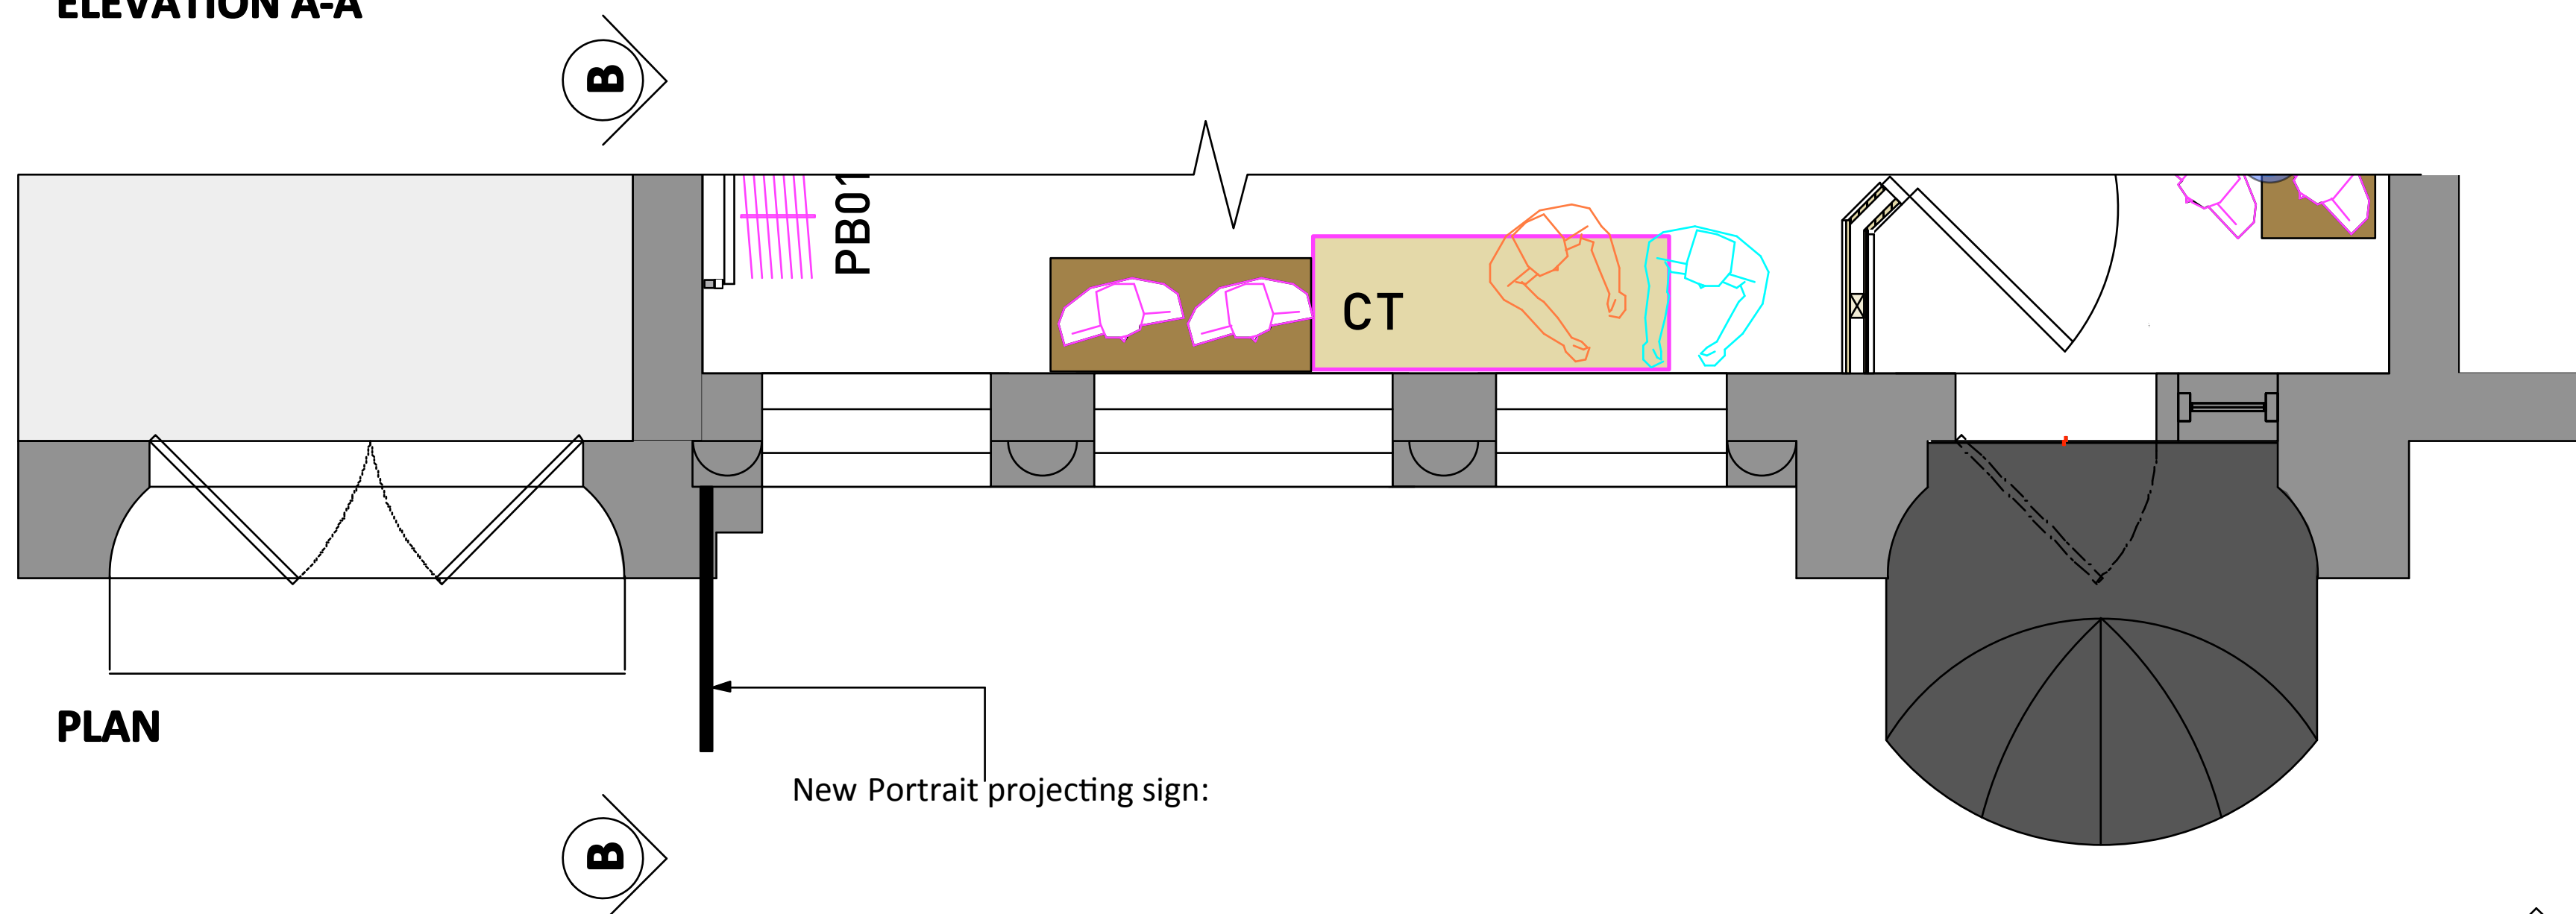 ELEVATION A-A
B
PB01
CT
PLAN
New Portrait projecting sign:
B